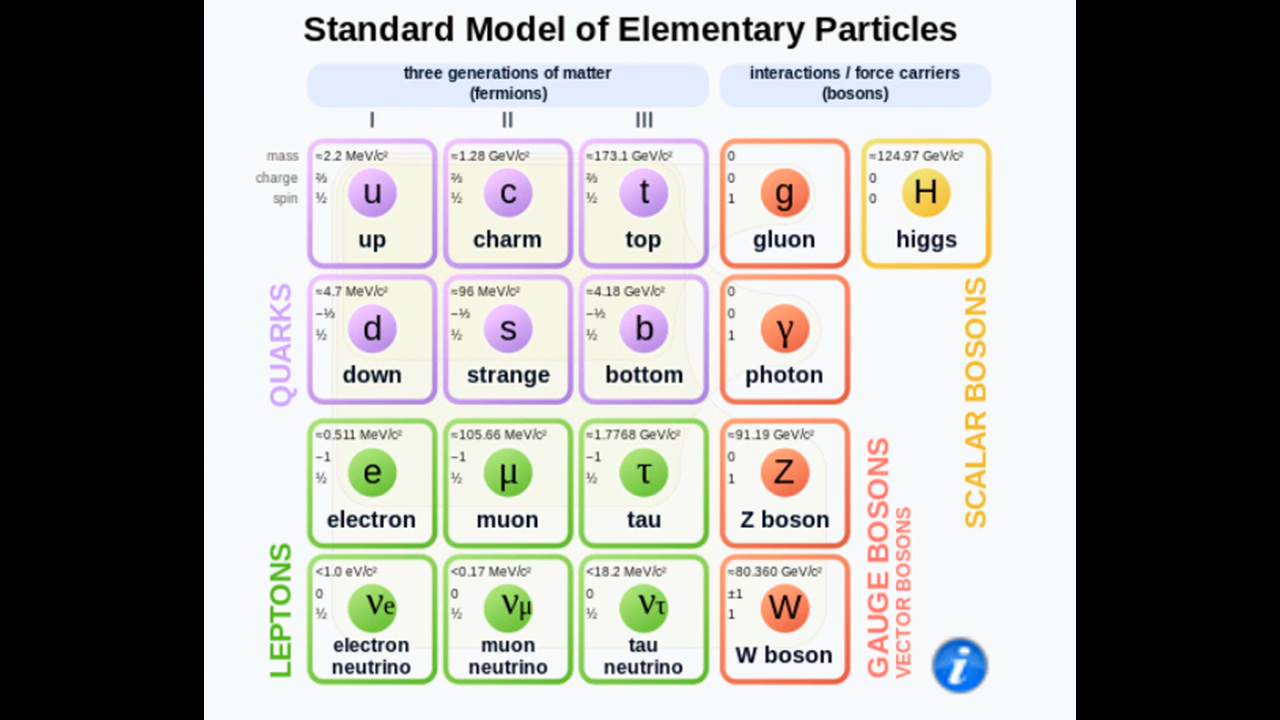 Standard Model of Elementary Particles
three generations of matter
(fermions)
interactions / force carriers
(bosons)
I
II
III
mass
charge
spin
≈2.2 MeV/c²
⅔
½
u
up
≈1.28 GeV/c²
⅔
½
c
charm
≈173.1 GeV/c²
⅔
½
t
top
0
0
1
g
gluon
≈124.97 GeV/c²
0
0
H
higgs
QUARKS
≈4.7 MeV/c²
−⅓
½
d
down
≈96 MeV/c²
−⅓
½
s
strange
≈4.18 GeV/c²
−⅓
½
b
bottom
0
0
1
γ
photon
SCALAR BOSONS
LEPTONS
≈0.511 MeV/c²
−1
½
e
electron
≈105.66 MeV/c²
−1
½
μ
muon
≈1.7768 GeV/c²
−1
½
τ
tau
≈91.19 GeV/c²
0
1
Z
Z boson
GAUGE BOSONS
VECTOR BOSONS
<1.0 eV/c²
0
½
νe
electron
neutrino
<0.17 MeV/c²
0
½
νμ
muon
neutrino
<18.2 MeV/c²
0
½
ντ
tau
neutrino
≈80.360 GeV/c²
±1
1
W
W boson
i